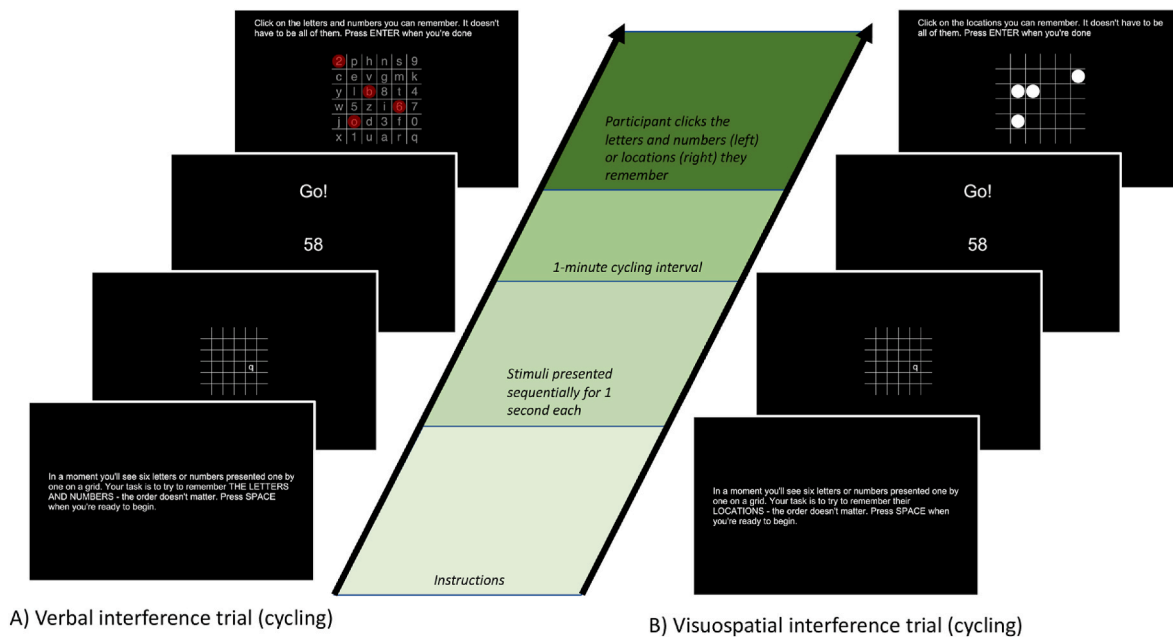 Click on the letters and numbers you can remember. It doesn't
have to be all of them. Press ENTER when you're done
2 p h n s 9
c e v g m k
y l b 8 t 4
w 5 z i 6 7
j o d 3 f 0
x 1 u a r q
Go!
58
q
In a moment you'll see six letters or numbers presented one by
one on a grid. Your task is to try to remember THE LETTERS
AND NUMBERS - the order doesn't matter. Press SPACE
when you're ready to begin.
A) Verbal interference trial (cycling)
Participant clicks the
letters and numbers (left)
or locations (right) they
remember
1-minute cycling interval
Stimuli presented
sequentially for 1
second each
Instructions
Click on the locations you can remember. It doesn't have to be
all of them. Press ENTER when you're done
Go!
58
q
In a moment you'll see six letters or numbers presented one by
one on a grid. Your task is to try to remember their
LOCATIONS - the order doesn't matter. Press SPACE when
you're ready to begin.
B) Visuospatial interference trial (cycling)